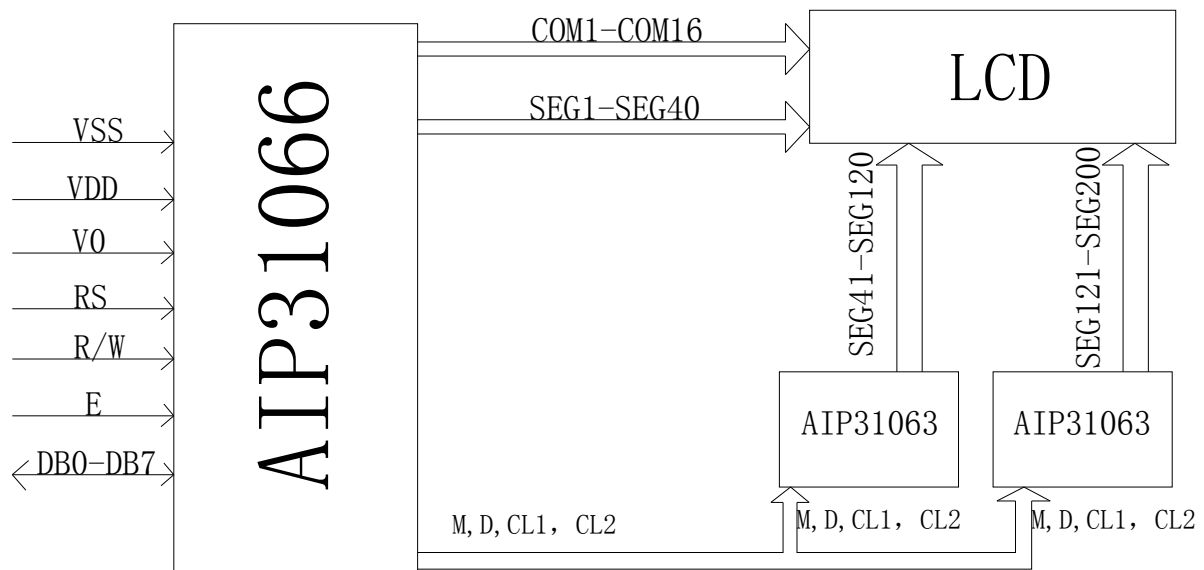 COM1-COM16
LCD
SEG1-SEG40
AIP31066
VSS
VDD
V0
RS
R/W
E
DB0-DB7
SEG41-SEG120
SEG121-SEG200
AIP31063
AIP31063
M, D, CL1, CL2
M, D, CL1, CL2
M, D, CL1, CL2